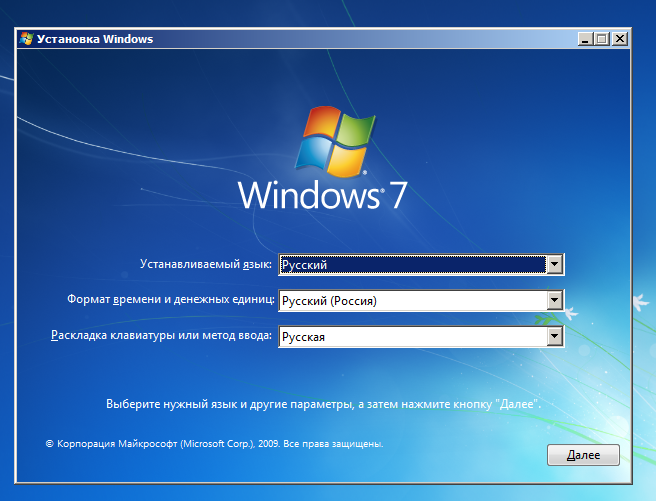 Установка Windows
Windows® 7
Устанавливаемый язык: Русский
Формат времени и денежных единиц: Русский (Россия)
Раскладка клавиатуры или метод ввода: Русская
Выберите нужный язык и другие параметры, а затем нажмите кнопку "Далее".
© Корпорация Майкрософт (Microsoft Corp.), 2009. Все права защищены.
Далее